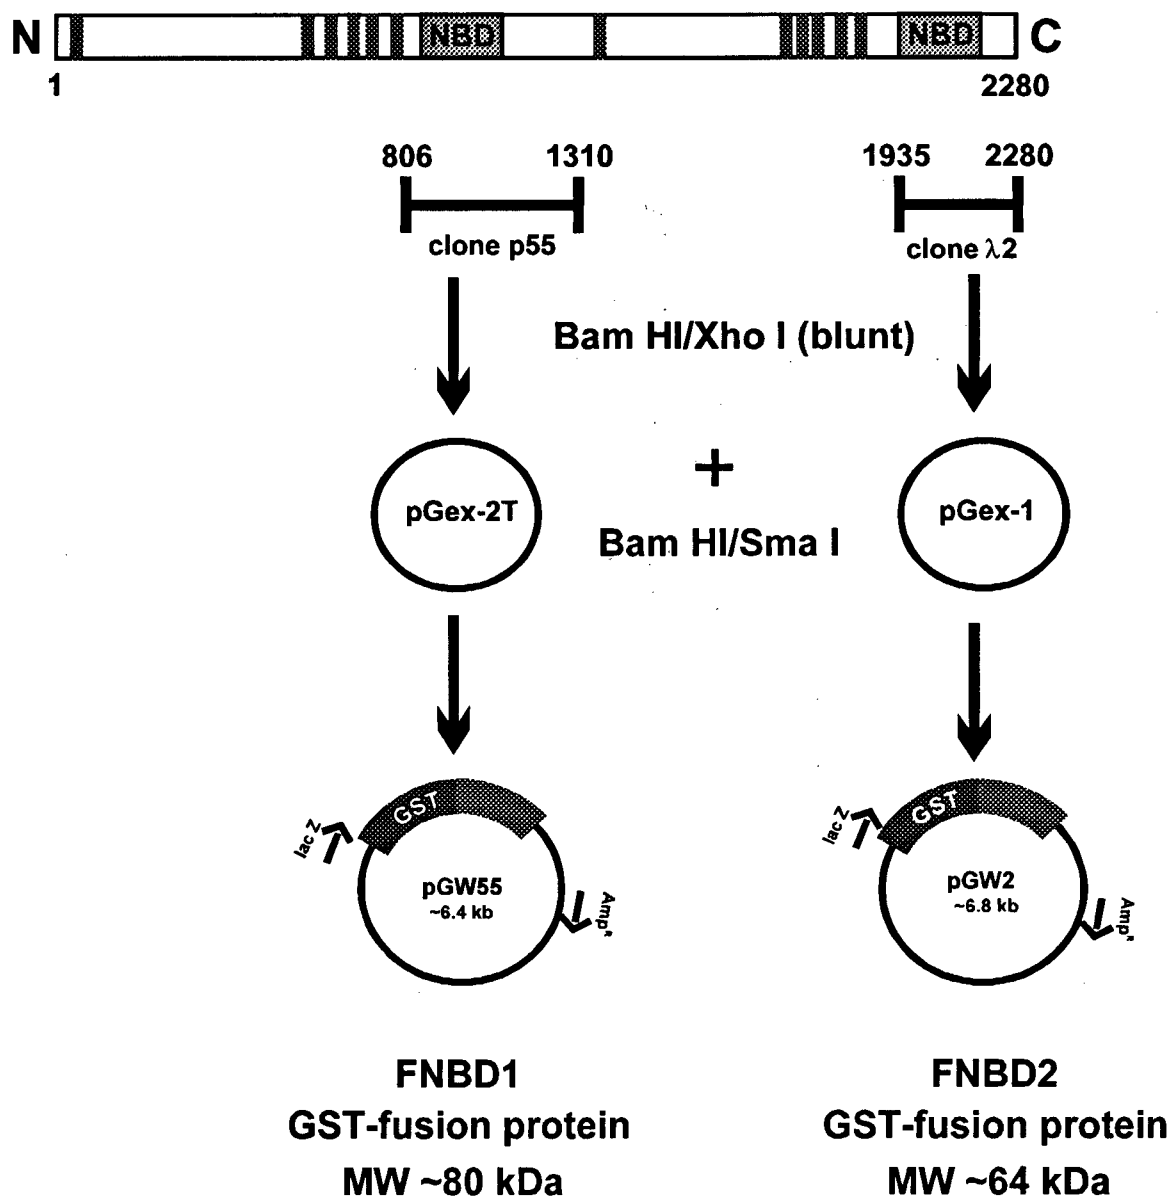 N NBD NBD C
1 2280
806 1310 1935 2280
clone p55 clone λ2
Bam HI/Xho I (blunt)
+
pGex-2T pGex-1
Bam HI/Sma I
GST GST
lac Z lac Z
pGW55 pGW2
~6.4 kb ~6.8 kb
Ampᴿ Ampᴿ
FNBD1 FNBD2
GST-fusion protein GST-fusion protein
MW ~80 kDa MW ~64 kDa